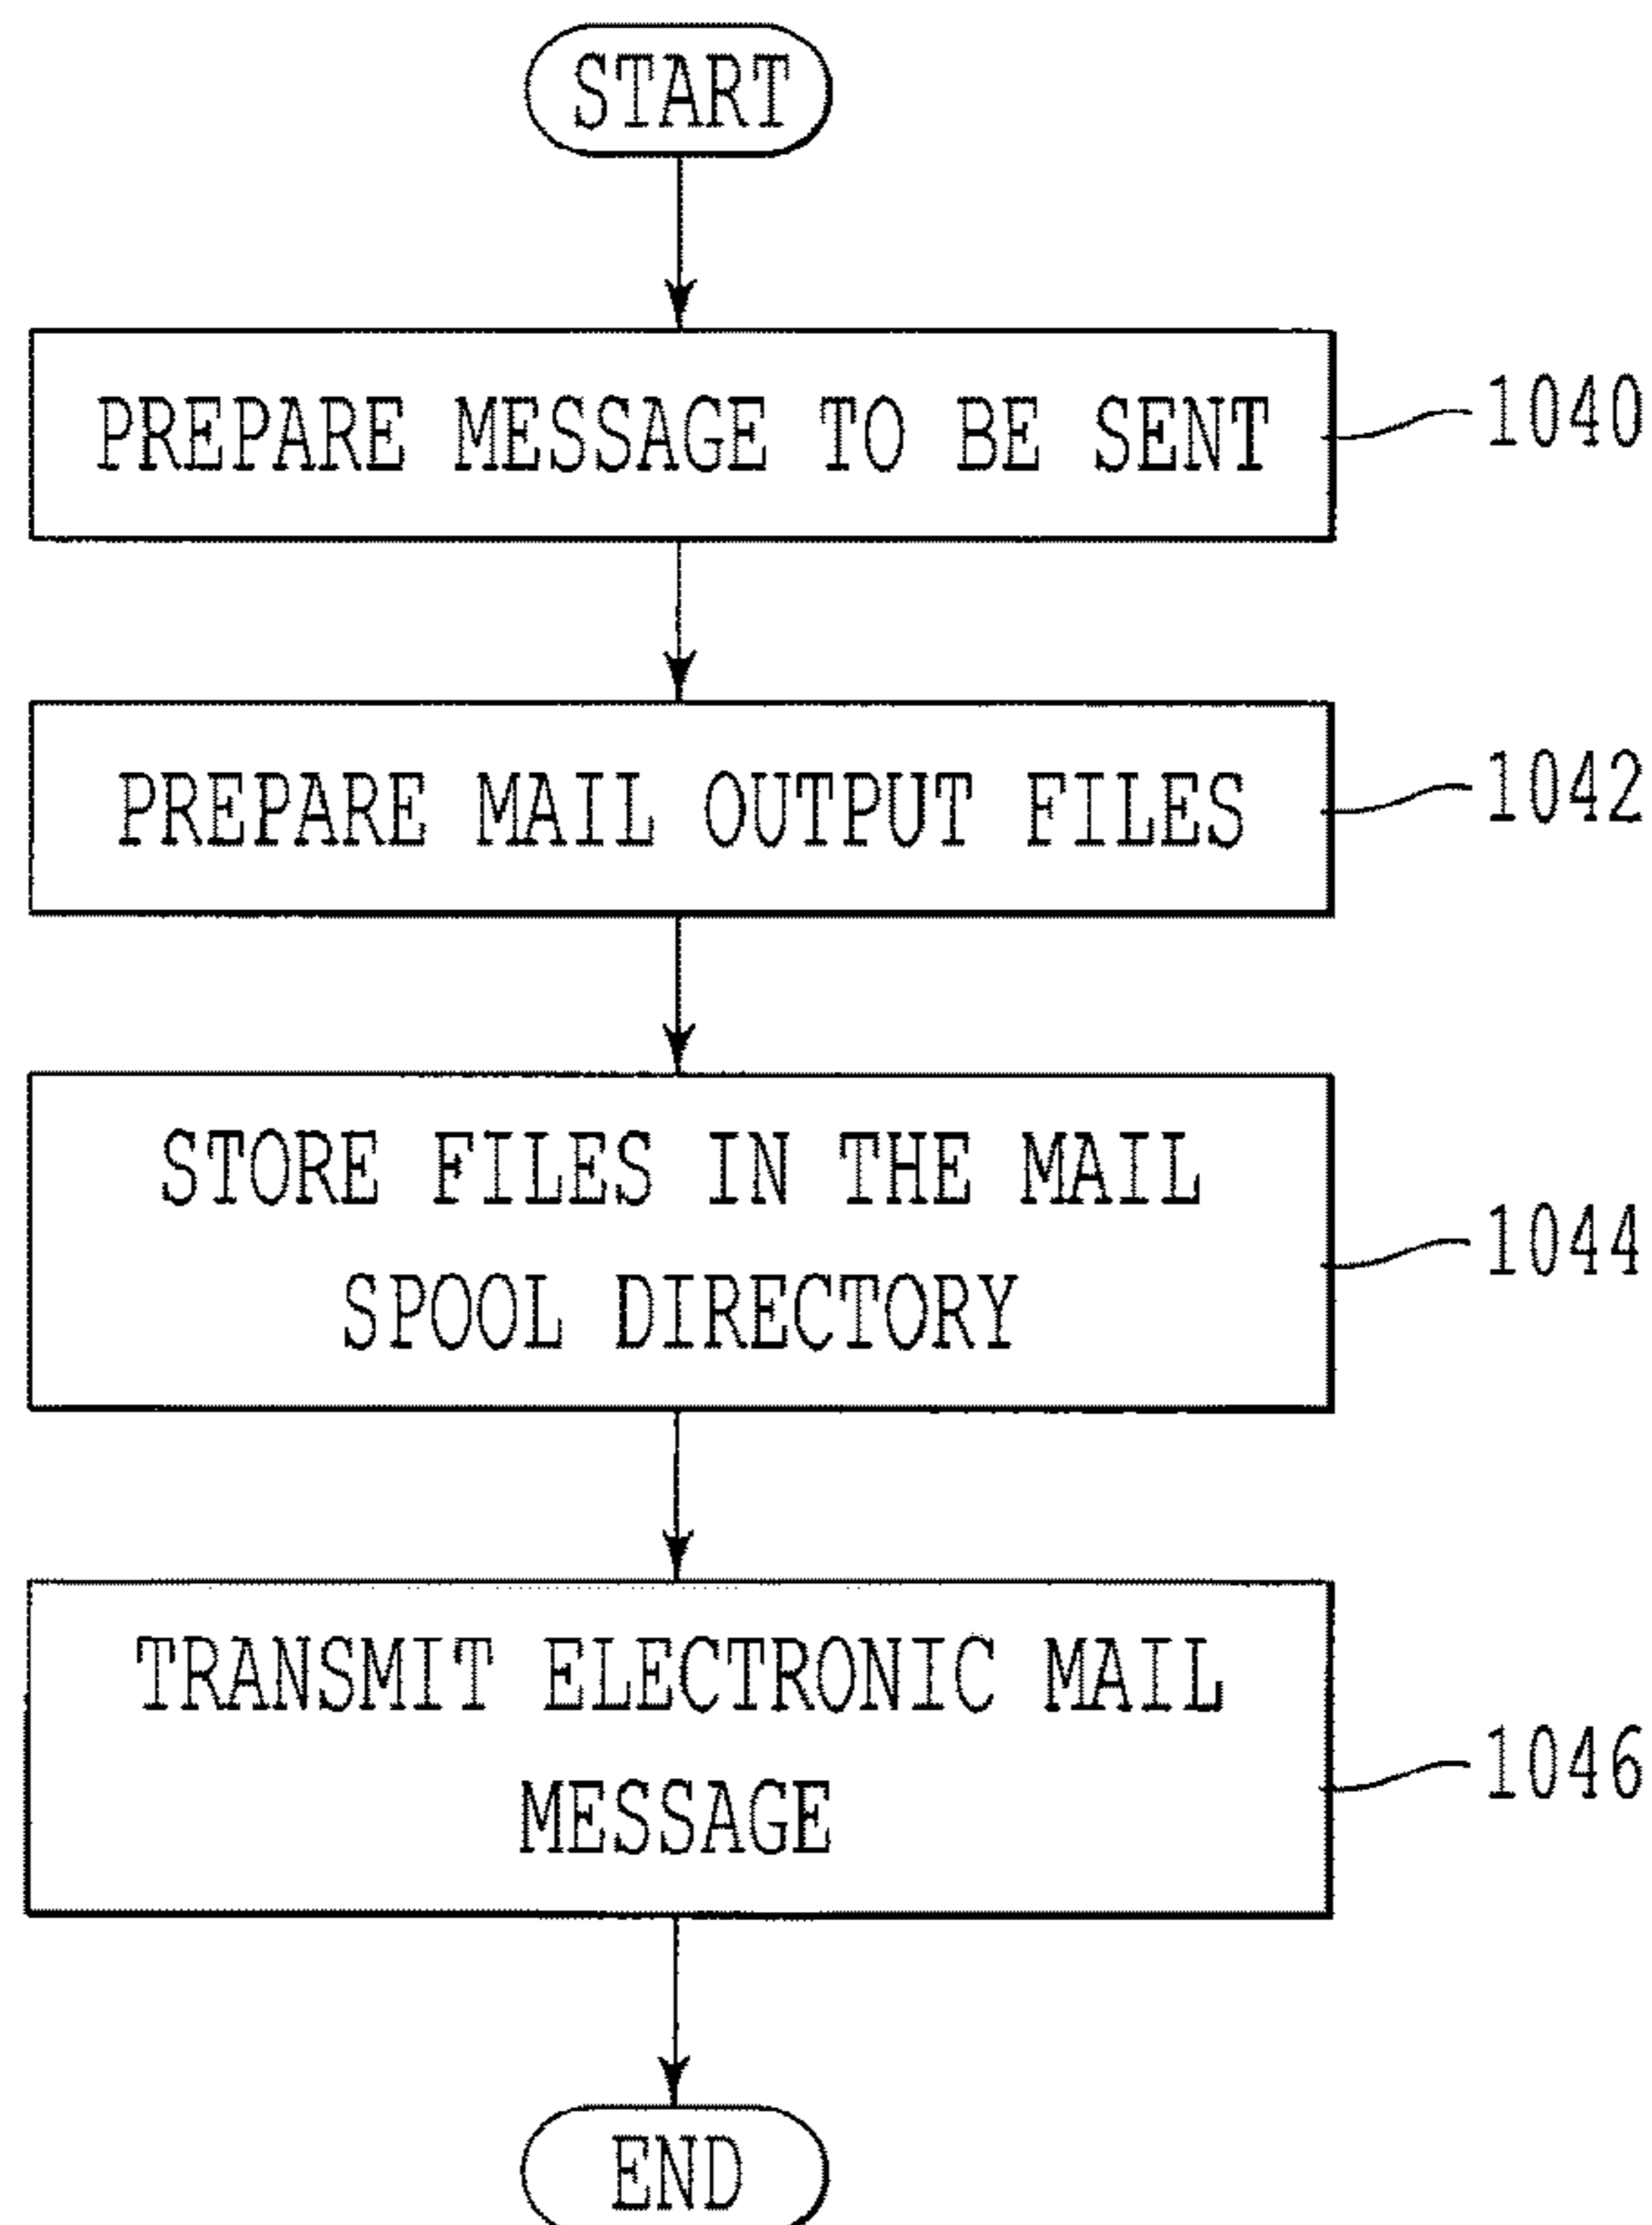 START
PREPARE MESSAGE TO BE SENT
1040
PREPARE MAIL OUTPUT FILES
1042
STORE FILES IN THE MAIL
SPOOL DIRECTORY
1044
TRANSMIT ELECTRONIC MAIL
MESSAGE
1046
END